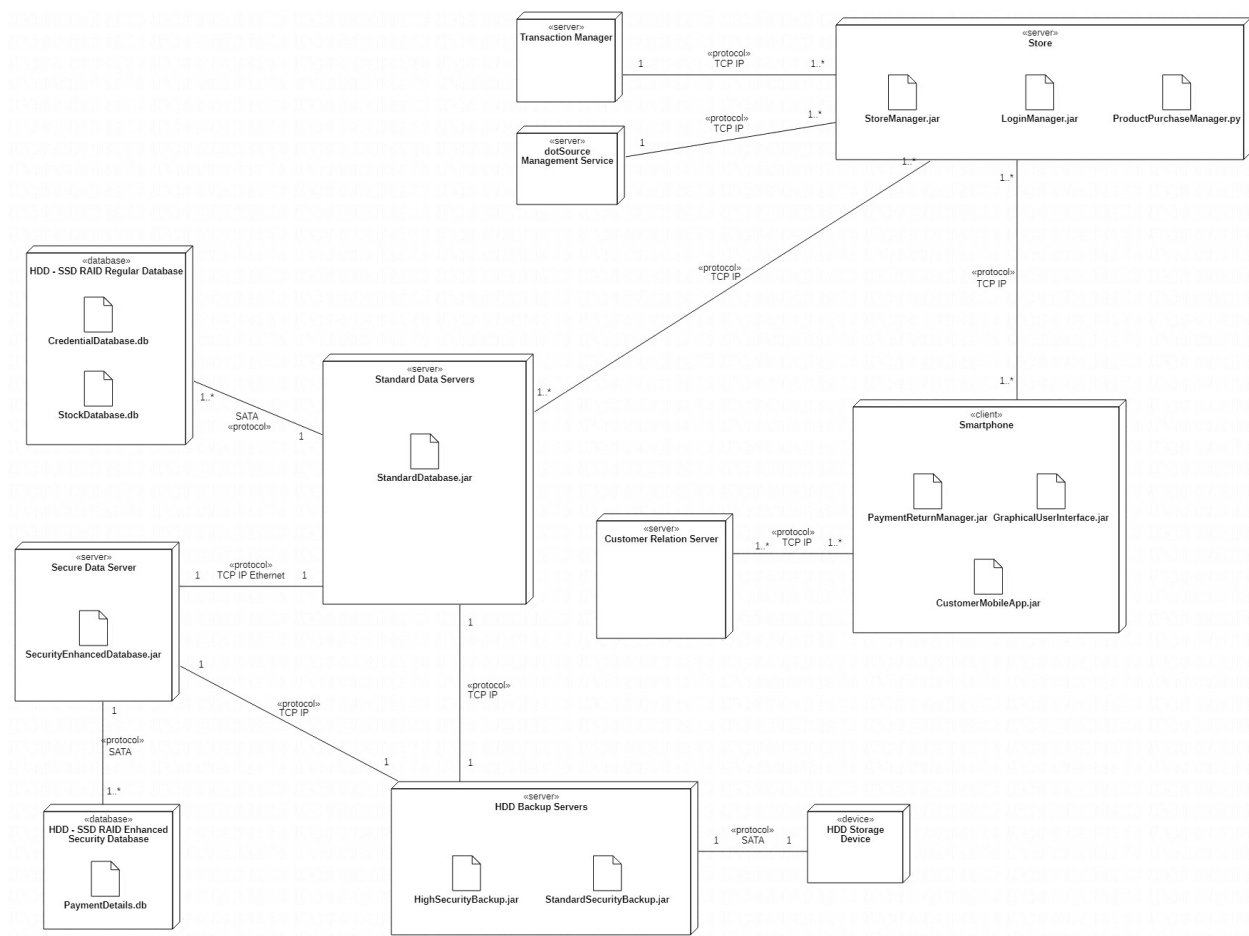 «server»
Transaction Manager
«protocol»
TCP IP
1
1..*
«server»
Store
StoreManager.jar
LoginManager.jar
ProductPurchaseManager.py
«server»
dotSource
Management Service
«protocol»
TCP IP
1
1..*
1..*
1..*
«protocol»
TCP IP
«protocol»
TCP IP
1..*
1..*
«database»
HDD - SSD RAID Regular Database
CredentialDatabase.db
StockDatabase.db
1..*
SATA
«protocol»
1
«server»
Standard Data Servers
StandardDatabase.jar
«client»
Smartphone
PaymentReturnManager.jar
GraphicalUserInterface.jar
CustomerMobileApp.jar
«server»
Customer Relation Server
«protocol»
TCP IP
1..*
1..*
«server»
Secure Data Server
SecurityEnhancedDatabase.jar
«protocol»
TCP IP Ethernet
1
1
1
«protocol»
TCP IP
1
1
«protocol»
TCP IP
1
1
«protocol»
SATA
1..*
«database»
HDD - SSD RAID Enhanced
Security Database
PaymentDetails.db
«server»
HDD Backup Servers
HighSecurityBackup.jar
StandardSecurityBackup.jar
«protocol»
SATA
1
1
«device»
HDD Storage
Device